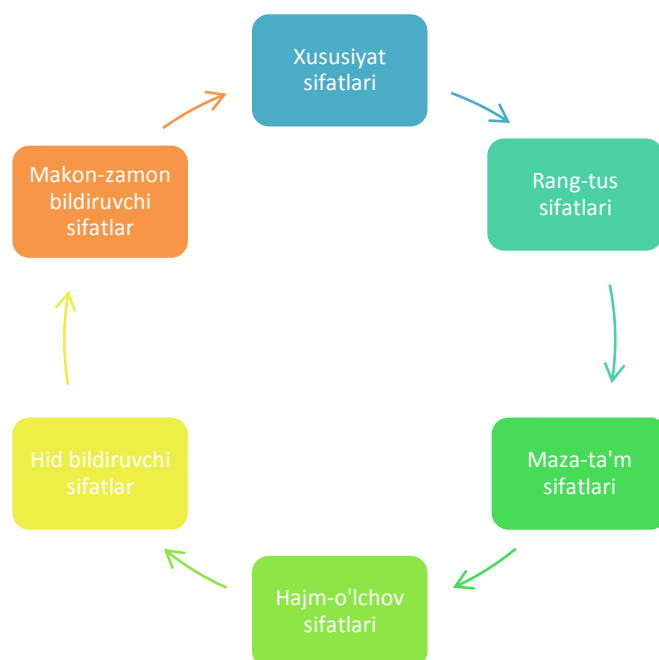 Xususiyat
sifatlari
Rang-tus
sifatlari
Maza-ta'm
sifatlari
Hajm-o'lchov
sifatlari
Hid bildiruvchi
sifatlar
Makon-zamon
bildiruvchi
sifatlar